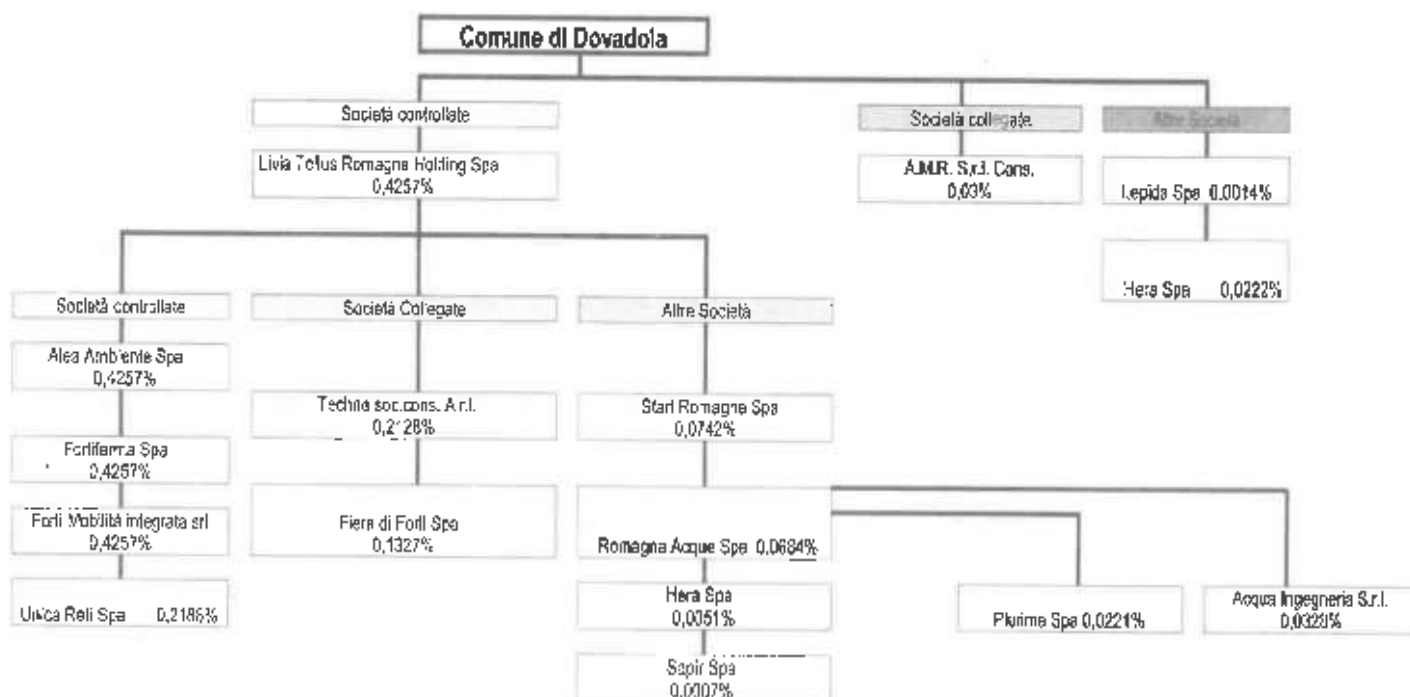 Comune di Dovadola
Società controllate
Società collegate
Altre Società
Livia Tellus Romagna Holding Spa
0,4257%
A.M.R. S.r.l. Cons.
0,03%
Lepida Spa 0.0014%
Hera Spa 0,0222%
Società controllate
Società Collegate
Altre Società
Alea Ambiente Spa
0,4257%
Techne soc.cons. A r.l.
0,2128%
Start Romagna Spa
0,0742%
Forlifarma Spa
0,4257%
Forlì Mobilità integrata srl
0,4257%
Fiera di Forlì Spa
0,1327%
Romagna Acque Spa 0,0684%
Unica Reti Spa 0,2186%
Hera Spa
0,0051%
Plurima Spa 0,0221%
Acqua Ingegneria S.r.l.
Sapir Spa
0,0007%